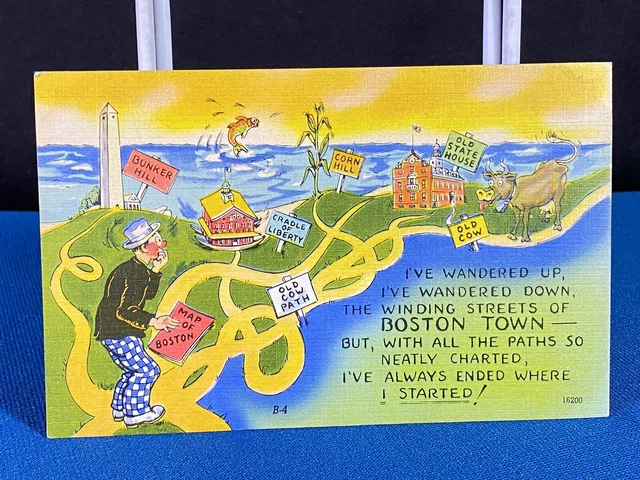 BUNKER
HILL
CORN
HILL
OLD
STATE
HOUSE
CRADLE
OF
LIBERTY
OLD
COW
OLD
COW
PATH
MAP
OF
BOSTON
I'VE WANDERED UP,
I'VE WANDERED DOWN,
THE WINDING STREETS OF
BOSTON TOWN —
BUT, WITH ALL THE PATHS SO
NEATLY CHARTED,
I'VE ALWAYS ENDED WHERE
I STARTED!
B-4
16200